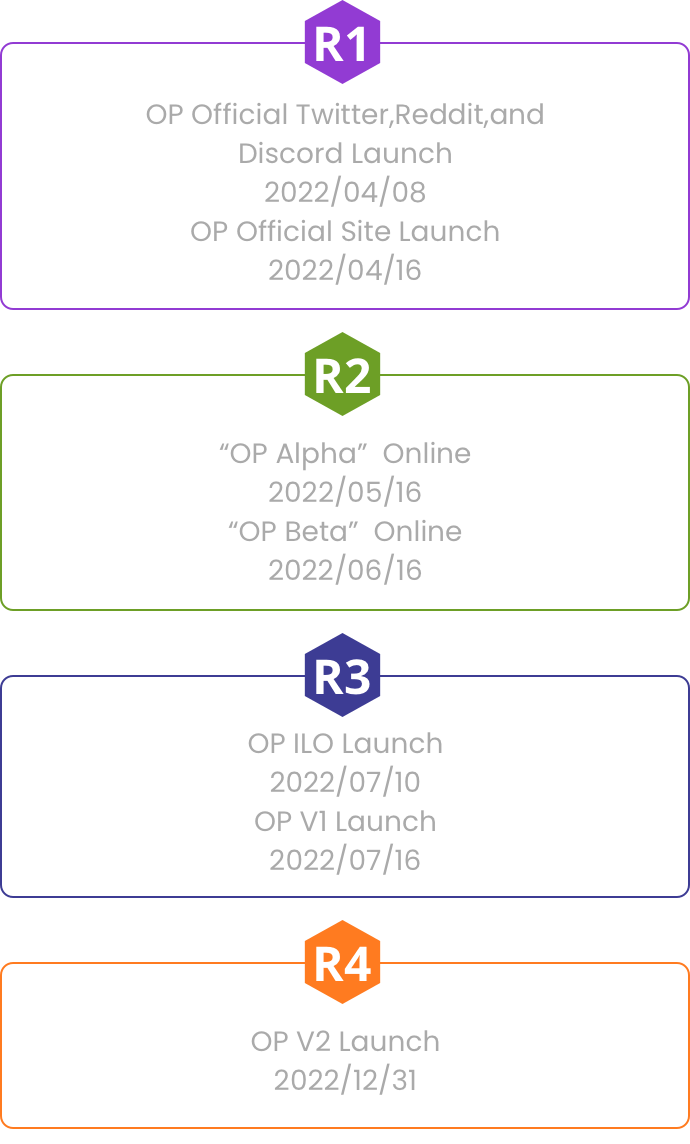 R1
OP Official Twitter,Reddit,and
Discord Launch
2022/04/08
OP Official Site Launch
2022/04/16
R2
“OP Alpha”  Online
2022/05/16
“OP Beta”  Online
2022/06/16
R3
OP ILO Launch
2022/07/10
OP V1 Launch
2022/07/16
R4
OP V2 Launch
2022/12/31